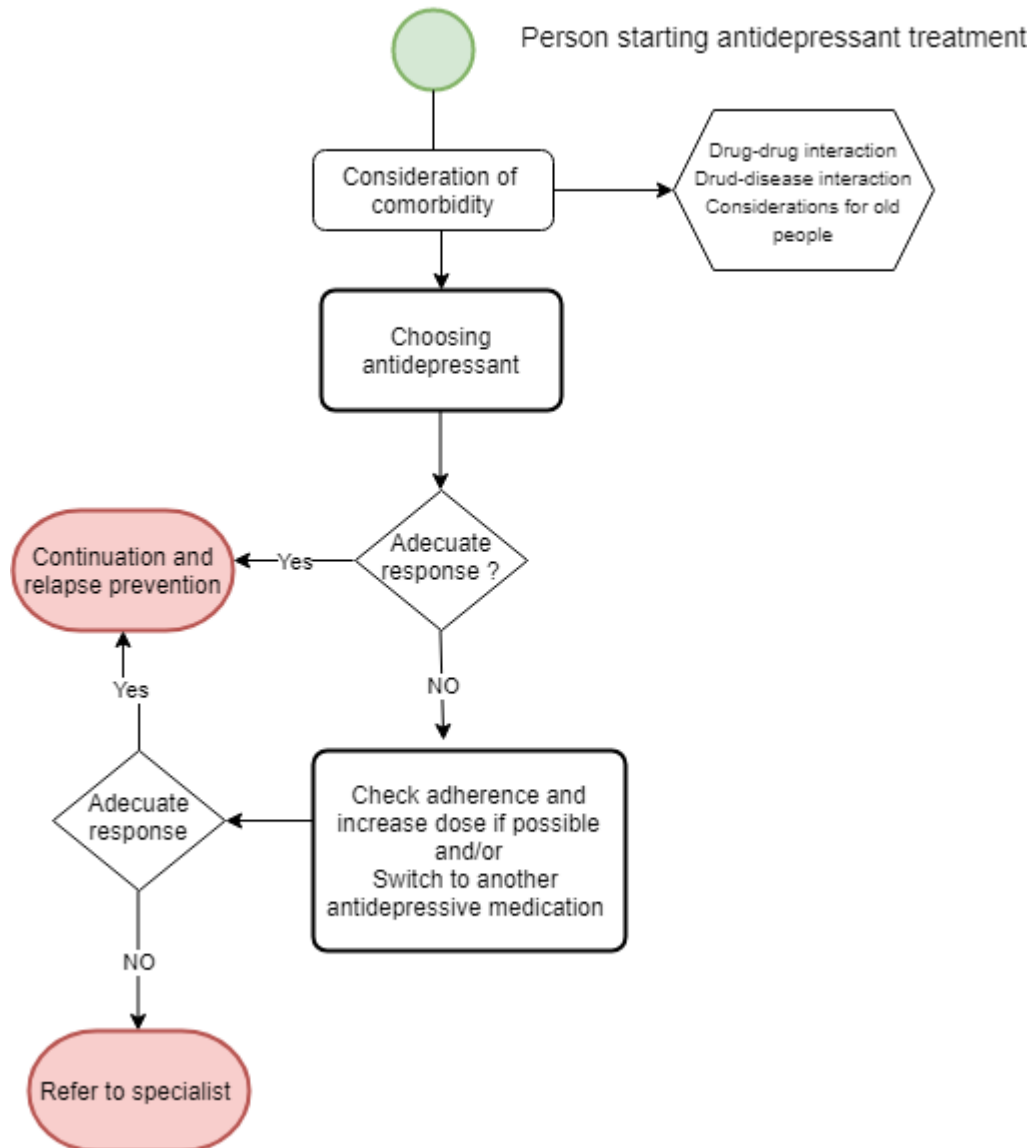 Person starting antidepressant treatment
Consideration of
comorbidity
Drug-drug interaction
Drud-disease interaction
Considerations for old
people
Choosing
antidepressant
Adecuate
response ?
Yes
Continuation and
relapse prevention
NO
Check adherence and
increase dose if possible
and/or
Switch to another
antidepressive medication
Adecuate
response
Yes
NO
Refer to specialist